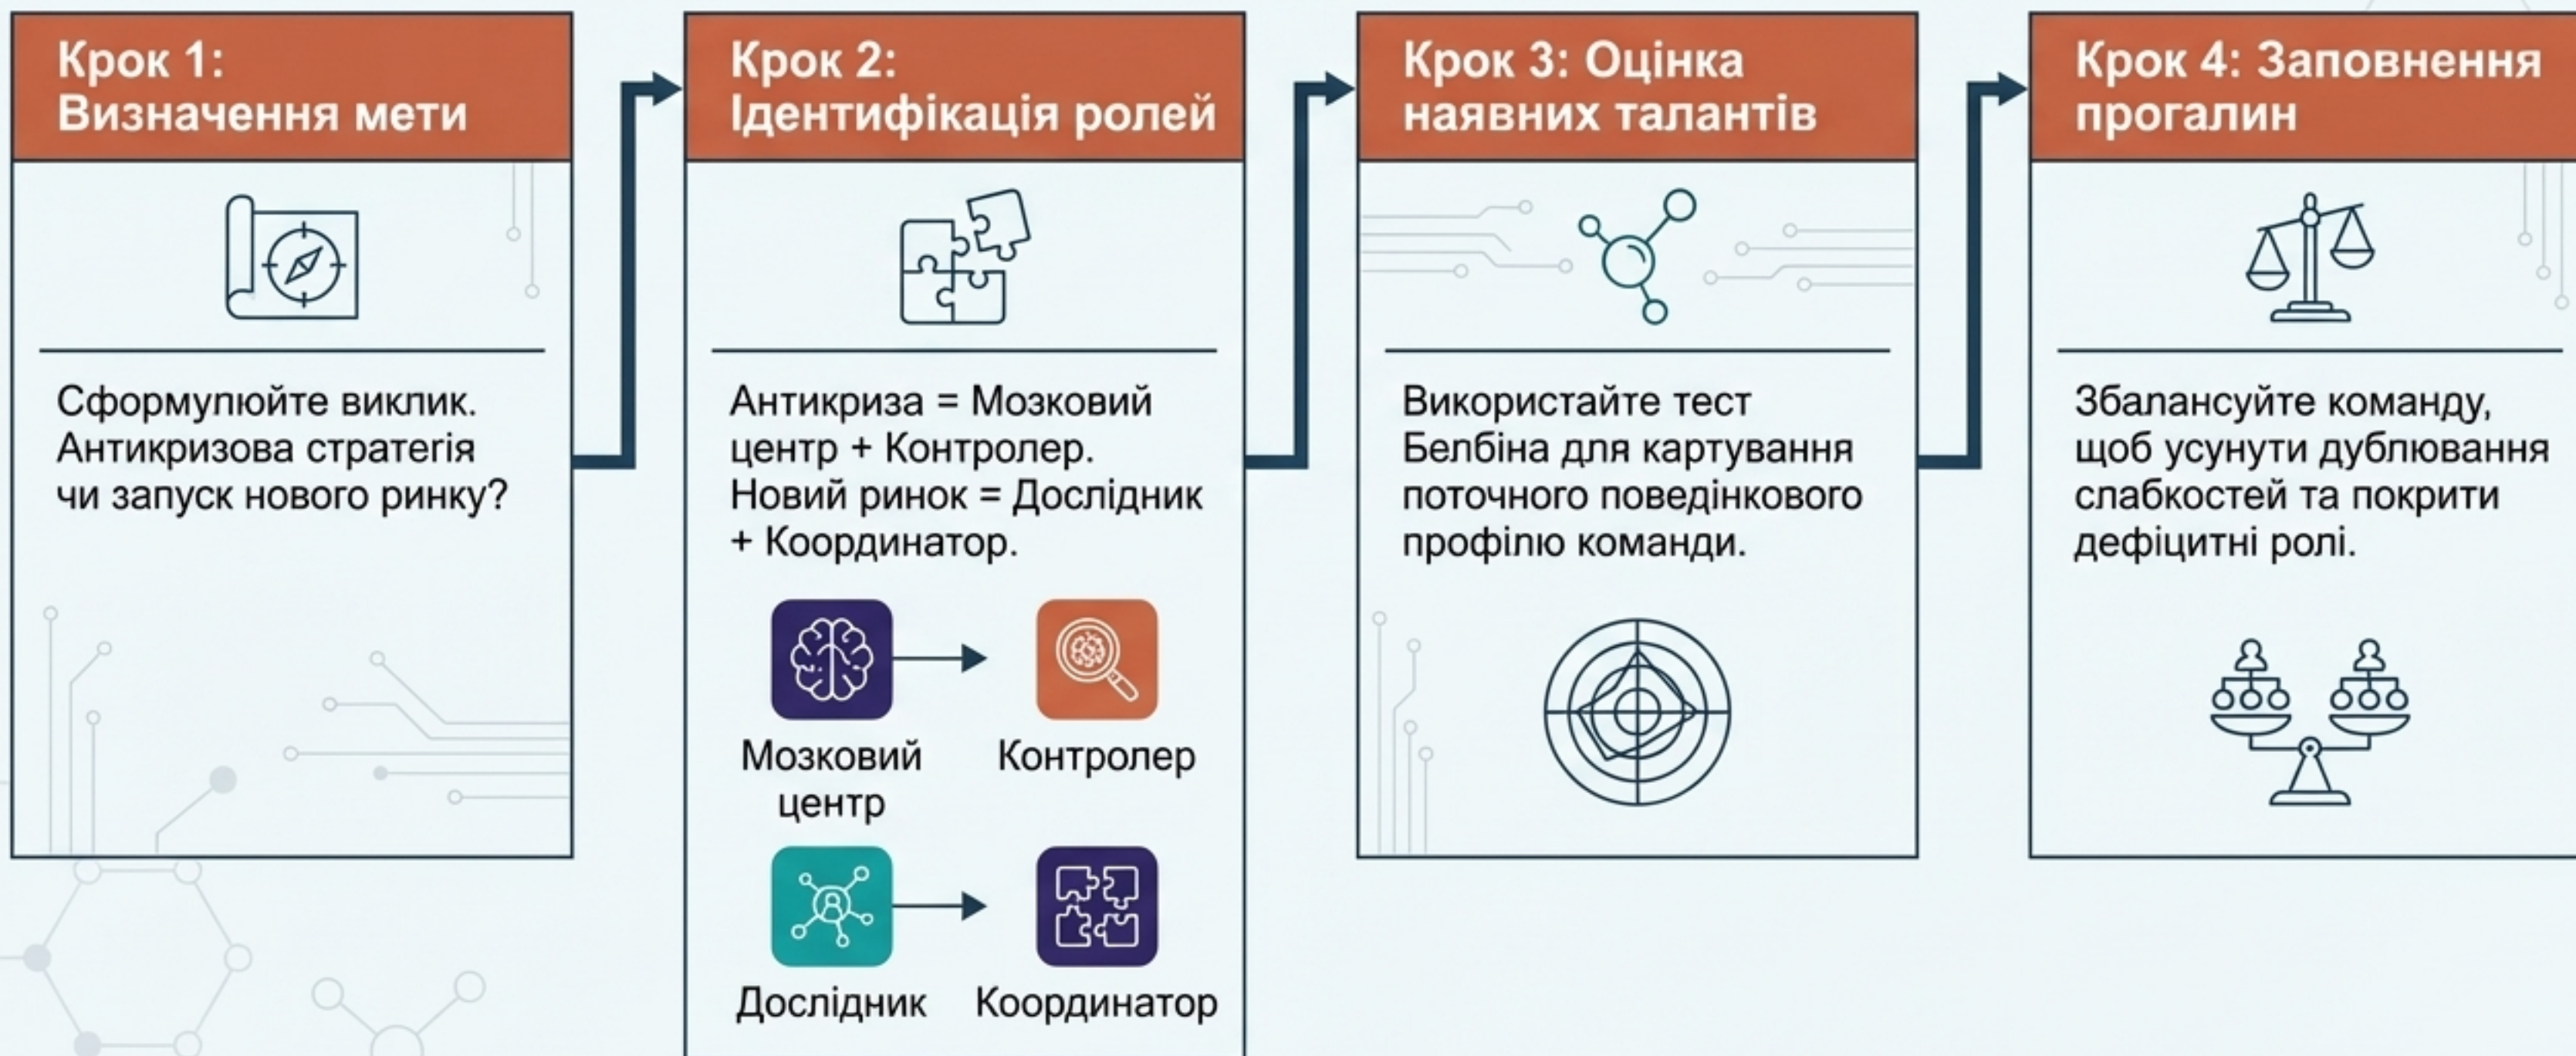 Крок 1:
Визначення мети
Сформулюйте виклик.
Антикризова стратегія
чи запуск нового ринку?
Крок 2:
Ідентифікація ролей
Антикриза = Мозковий
центр + Контролер.
Новий ринок = Дослідник
+ Координатор.
Мозковий
центр
Контролер
Дослідник
Координатор
Крок 3: Оцінка
наявних талантів
Використайте тест
Белбіна для картування
поточного поведінкового
профілю команди.
Крок 4: Заповнення
прогалин
Збалансуйте команду,
щоб усунути дублювання
слабкостей та покрити
дефіцитні ролі.